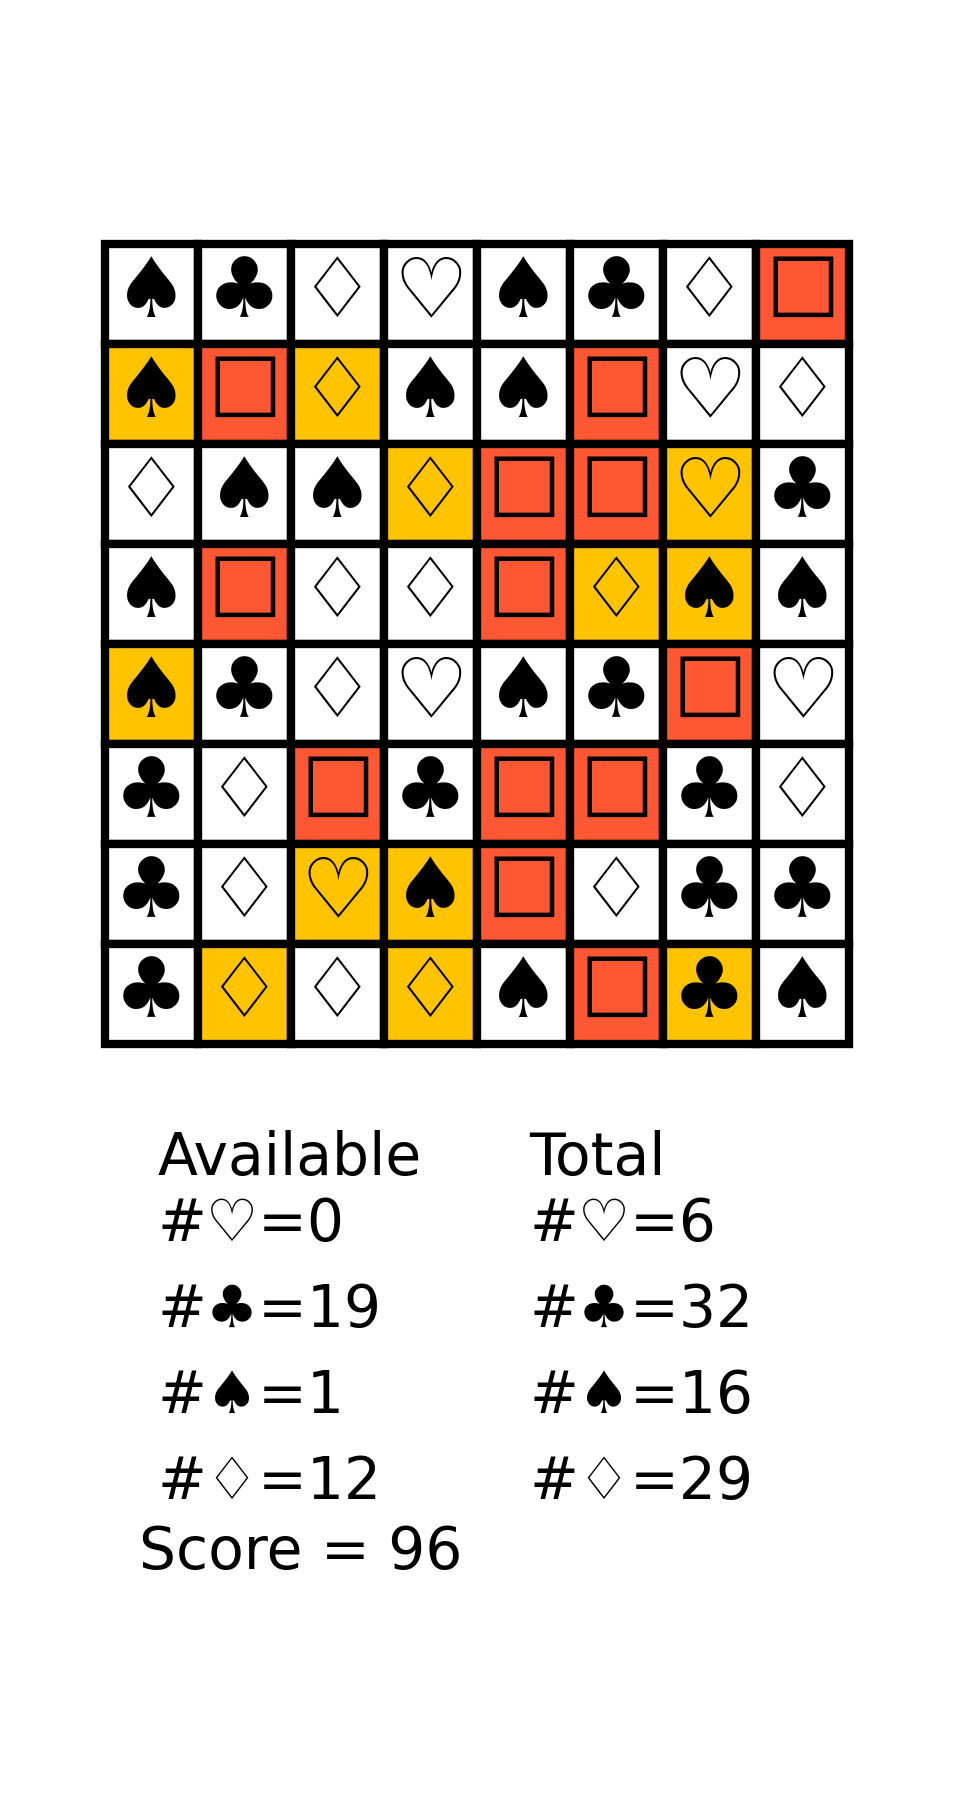 ♠ ♣ ♢ ♡ ♠ ♣ ♢ □
♠ □ ♢ ♠ ♠ □ ♡ ♢
♢ ♠ ♠ ♢ □ □ ♡ ♣
♠ □ ♢ ♢ □ ♢ ♠ ♠
♠ ♣ ♢ ♡ ♠ ♣ □ ♡
♣ ♢ □ ♣ □ □ ♣ ♢
♣ ♢ ♡ ♠ □ ♢ ♣ ♣
♣ ♢ ♢ ♢ ♠ □ ♣ ♠
Available Total
#♡=0 #♡=6
#♣=19 #♣=32
#♠=1 #♠=16
#♢=12 #♢=29
Score = 96